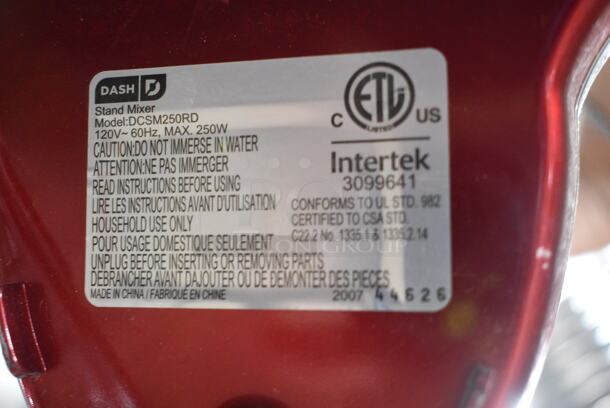 DASH D
Stand Mixer
Model:DCSM250RD
120V~ 60Hz, MAX. 250W
CAUTION:DO NOT IMMERSE IN WATER
ATTENTION:NE PAS IMMERGER
READ INSTRUCTIONS BEFORE USING
LIRE LES INSTRUCTIONS AVANT D'UTILISATION
HOUSEHOLD USE ONLY
POUR USAGE DOMESTIQUE SEULEMENT
UNPLUG BEFORE INSERTING OR REMOVING PARTS
DEBRANCHER AVANT DAJOUTER OU DE DEMONTER DES PIECES
MADE IN CHINA / FABRIQUE EN CHINE
2007 44626
ETL
LISTED
C US
Intertek
3099641
CONFORMS TO UL STD. 982
CERTIFIED TO CSA STD.
C22.2 No. 1335.1 & 1335.2.14
GROUP